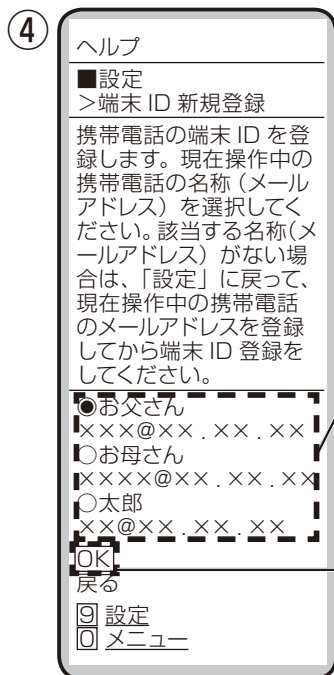 ④
ヘルプ
■設定
>端末 ID 新規登録
携帯電話の端末 ID を登
録します。現在操作中の
携帯電話の名称（メール
アドレス）を選択してく
ださい。該当する名称（メ
ールアドレス）がない場
合は、「設定」に戻って、
現在操作中の携帯電話
のメールアドレスを登録
してから端末 ID 登録を
してください。
◉お父さん
×××@××．××．××
○お母さん
××××@××．××．××
○太郎
××@××．××．××
OK
戻る
9 設定
0 メニュー